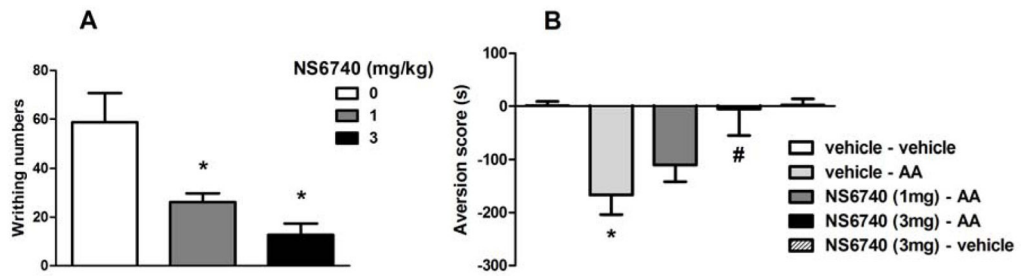 A
Writhing numbers
80
60
40
20
0
*
*
NS6740 (mg/kg)
0
1
3
B
Aversion score (s)
100
0
-100
-200
-300
*
#
vehicle - vehicle
vehicle - AA
NS6740 (1mg) - AA
NS6740 (3mg) - AA
NS6740 (3mg) - vehicle